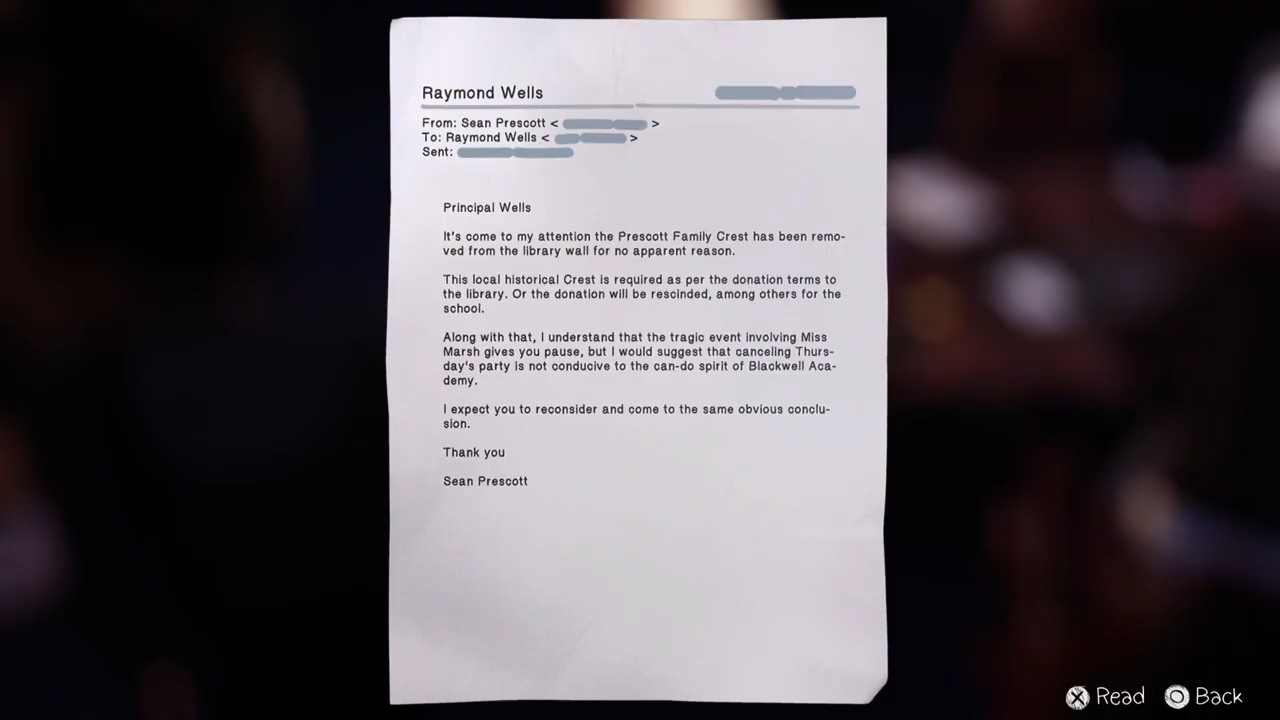 Raymond Wells
From: Sean Prescott < >
To: Raymond Wells < >
Sent:
Principal Wells
It's come to my attention the Prescott Family Crest has been remo-
ved from the library wall for no apparent reason.
This local historical Crest is required as per the donation terms to
the library. Or the donation will be rescinded, among others for the
school.
Along with that, I understand that the tragic event involving Miss
Marsh gives you pause, but I would suggest that canceling Thurs-
day's party is not conducive to the can-do spirit of Blackwell Aca-
demy.
I expect you to reconsider and come to the same obvious conclu-
sion.
Thank you
Sean Prescott
Read Back